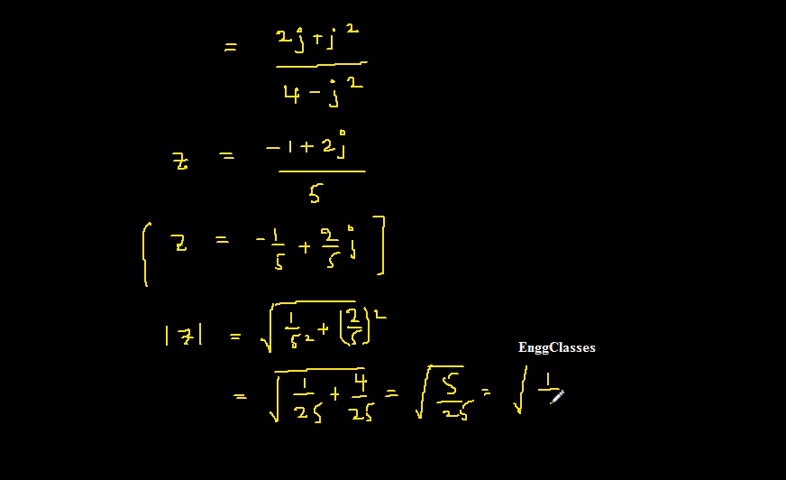 = (2j + j²)/(4 - j²)
z = (-1 + 2j)/5
[z = -1/5 + 2/5 j]
|z| = √(1/5² + (2/5)²)
EnggClasses
= √(1/25 + 4/25) = √(5/25) = √(1/